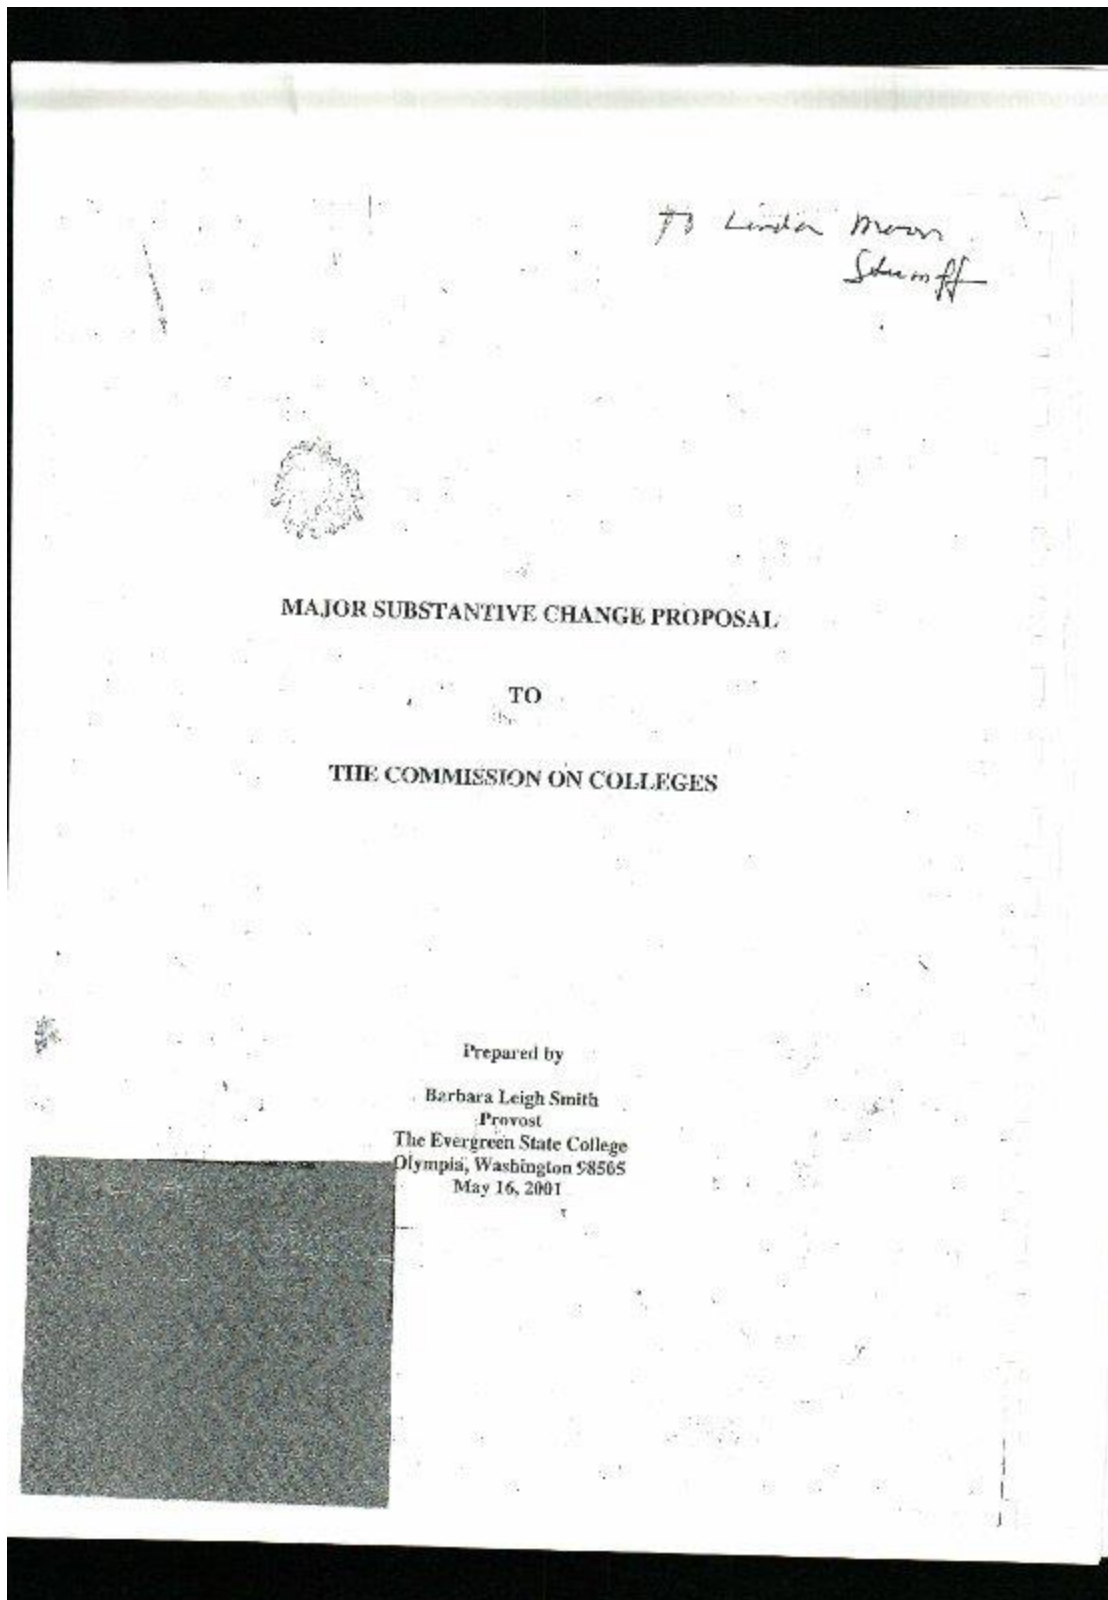 To Linda Moon
Stumff
MAJOR SUBSTANTIVE CHANGE PROPOSAL
TO
THE COMMISSION ON COLLEGES
Prepared by
Barbara Leigh Smith
Provost
The Evergreen State College
Olympia, Washington 98505
May 16, 2001